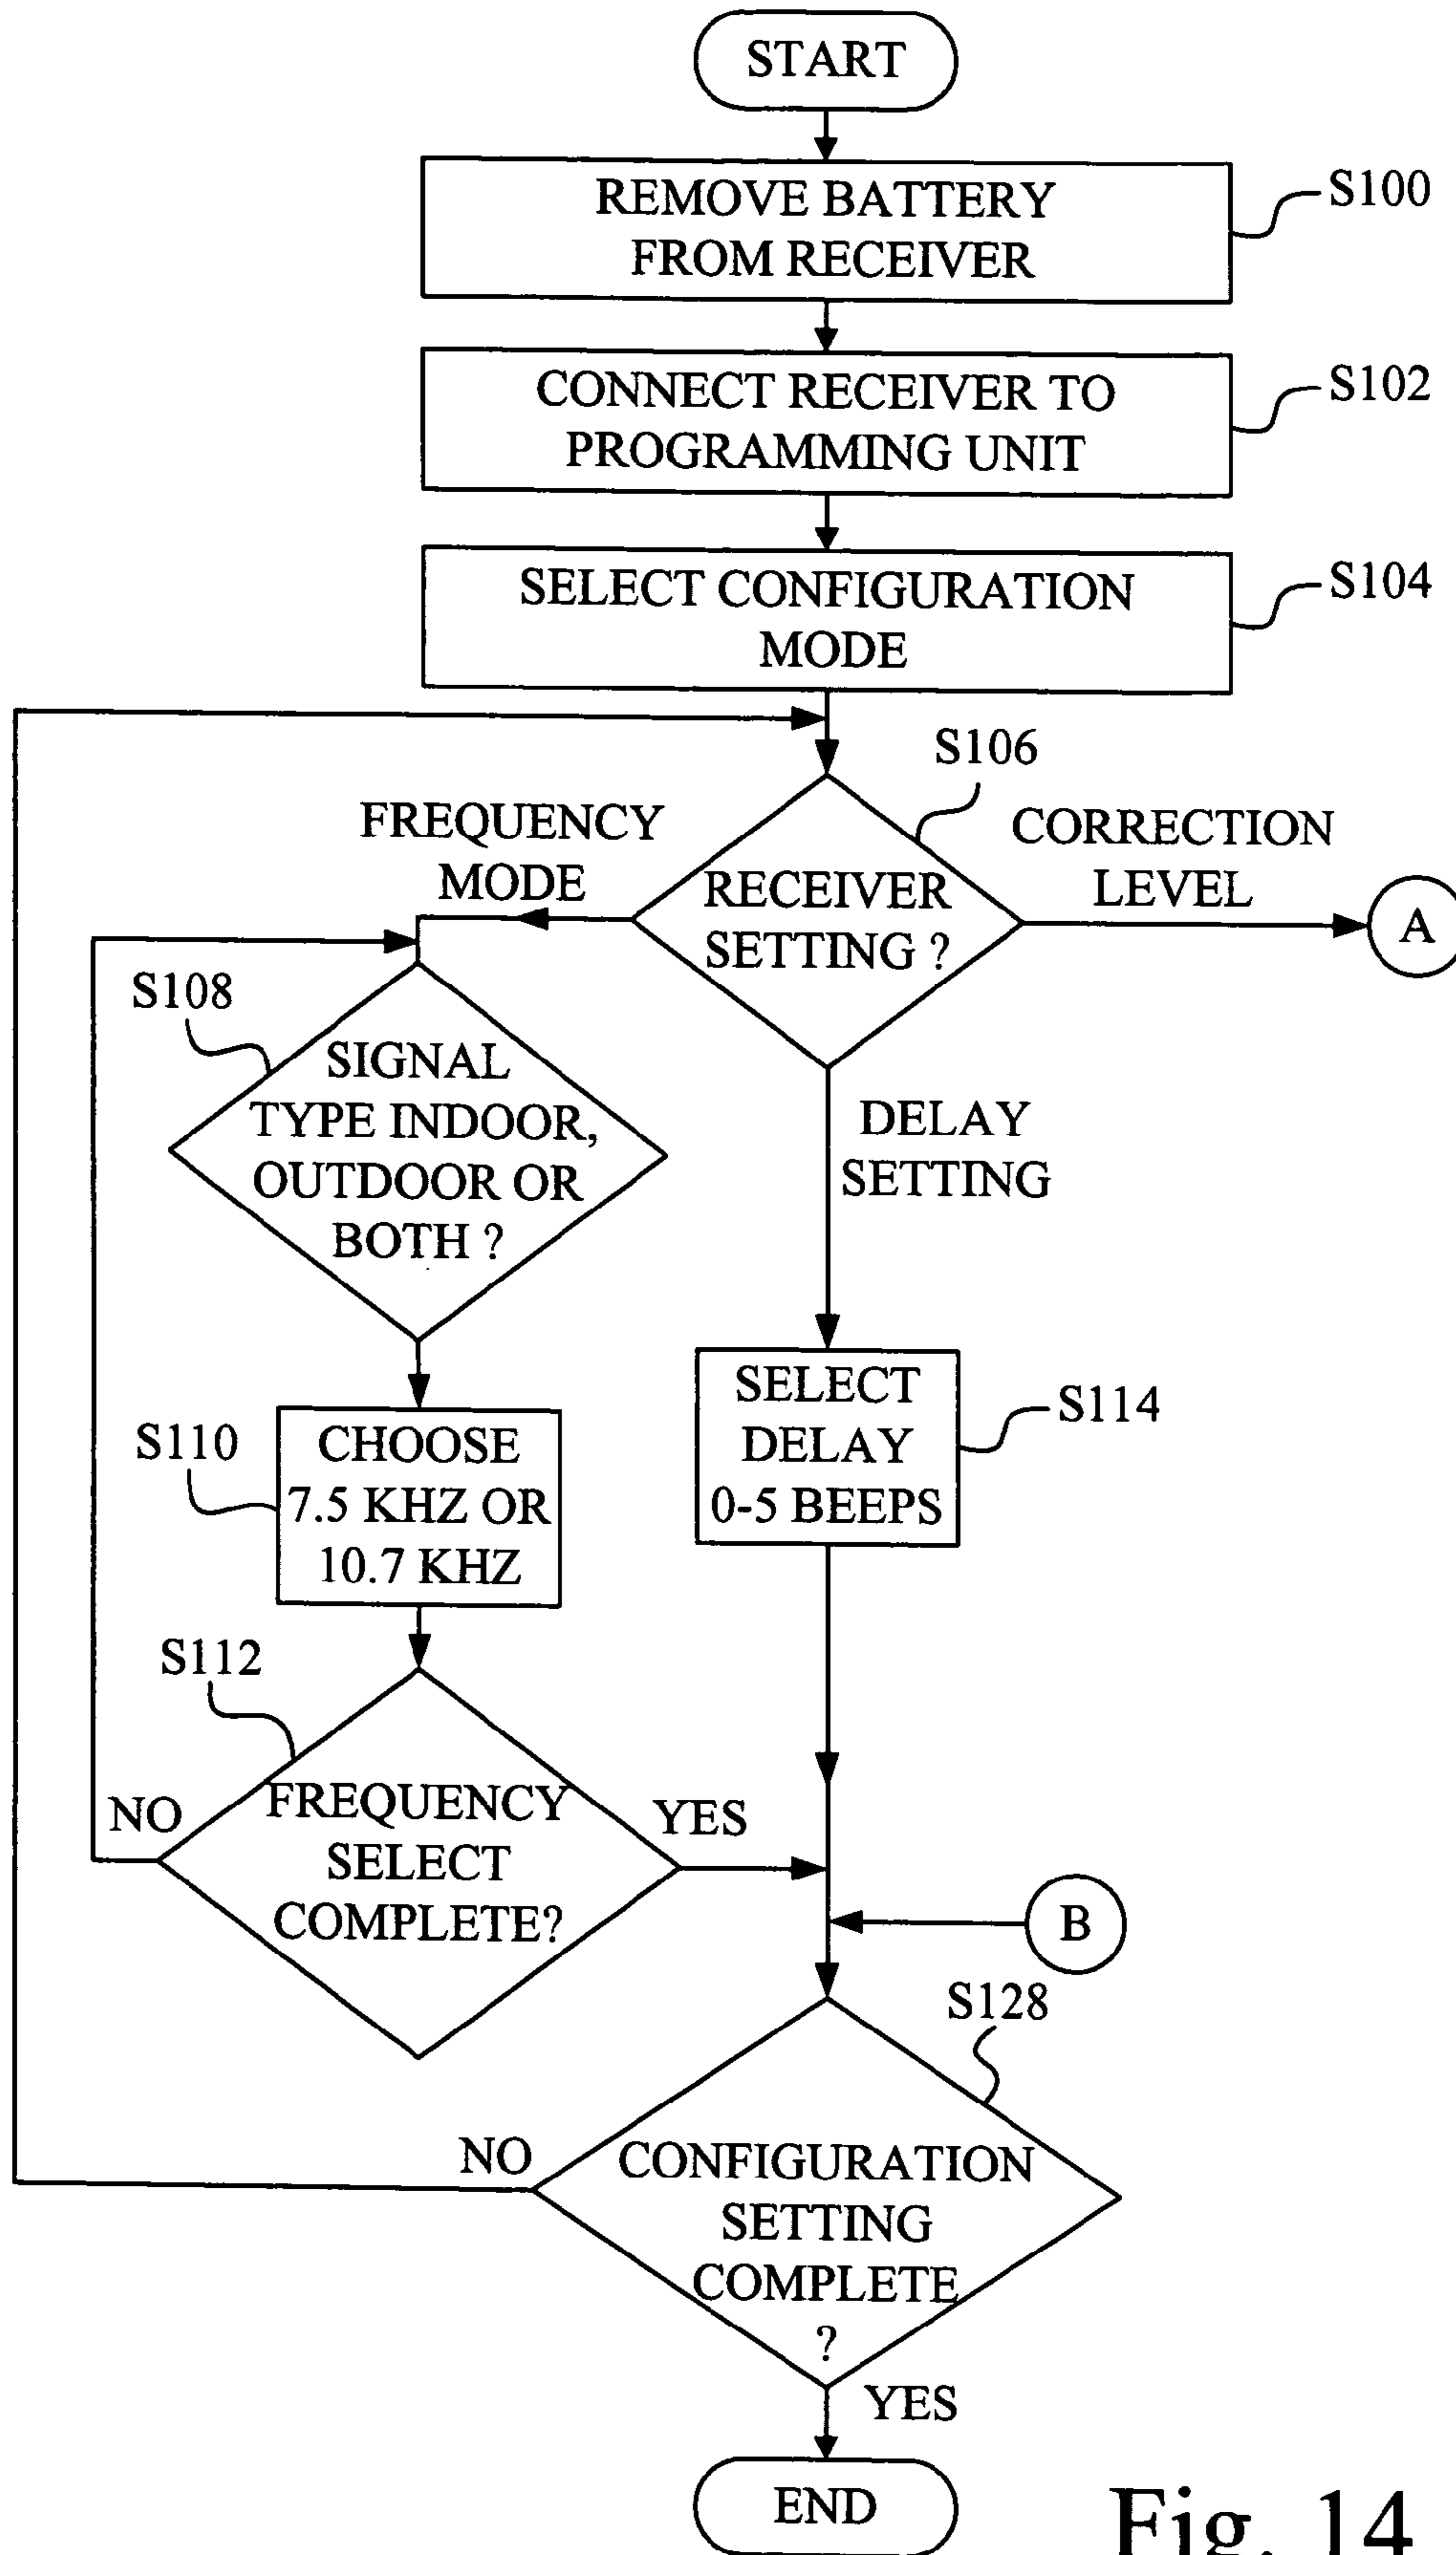 START
REMOVE BATTERY
FROM RECEIVER
S100
CONNECT RECEIVER TO
PROGRAMMING UNIT
S102
SELECT CONFIGURATION
MODE
S104
S106
FREQUENCY
MODE
RECEIVER
SETTING ?
CORRECTION
LEVEL
A
S108
SIGNAL
TYPE INDOOR,
OUTDOOR OR
BOTH ?
DELAY
SETTING
S110
CHOOSE
7.5 KHZ OR
10.7 KHZ
SELECT
DELAY
0-5 BEEPS
S114
S112
NO
FREQUENCY
SELECT
COMPLETE?
YES
B
S128
NO
CONFIGURATION
SETTING
COMPLETE
?
YES
END
Fig. 14